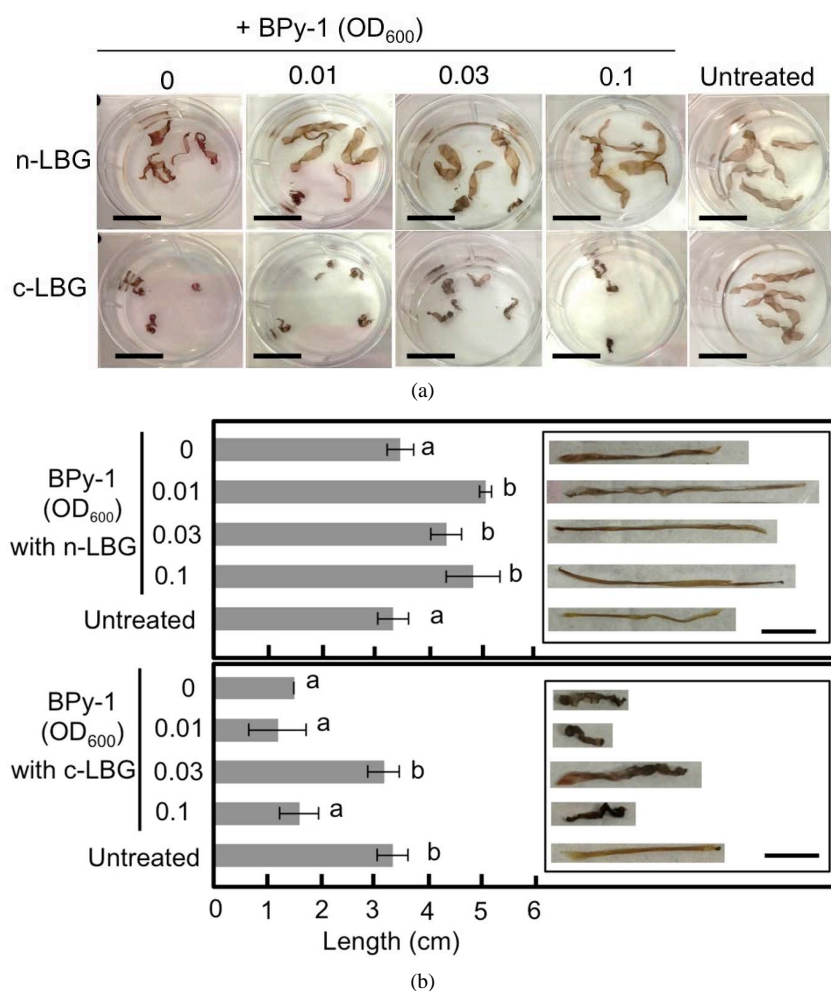 + BPy-1 (OD600)
0 0.01 0.03 0.1 Untreated
n-LBG
c-LBG
(a)
BPy-1
(OD600)
with n-LBG
0 a
0.01 b
0.03 b
0.1 b
Untreated a
BPy-1
(OD600)
with c-LBG
0 a
0.01 a
0.03 b
0.1 a
Untreated b
0 1 2 3 4 5 6
Length (cm)
(b)